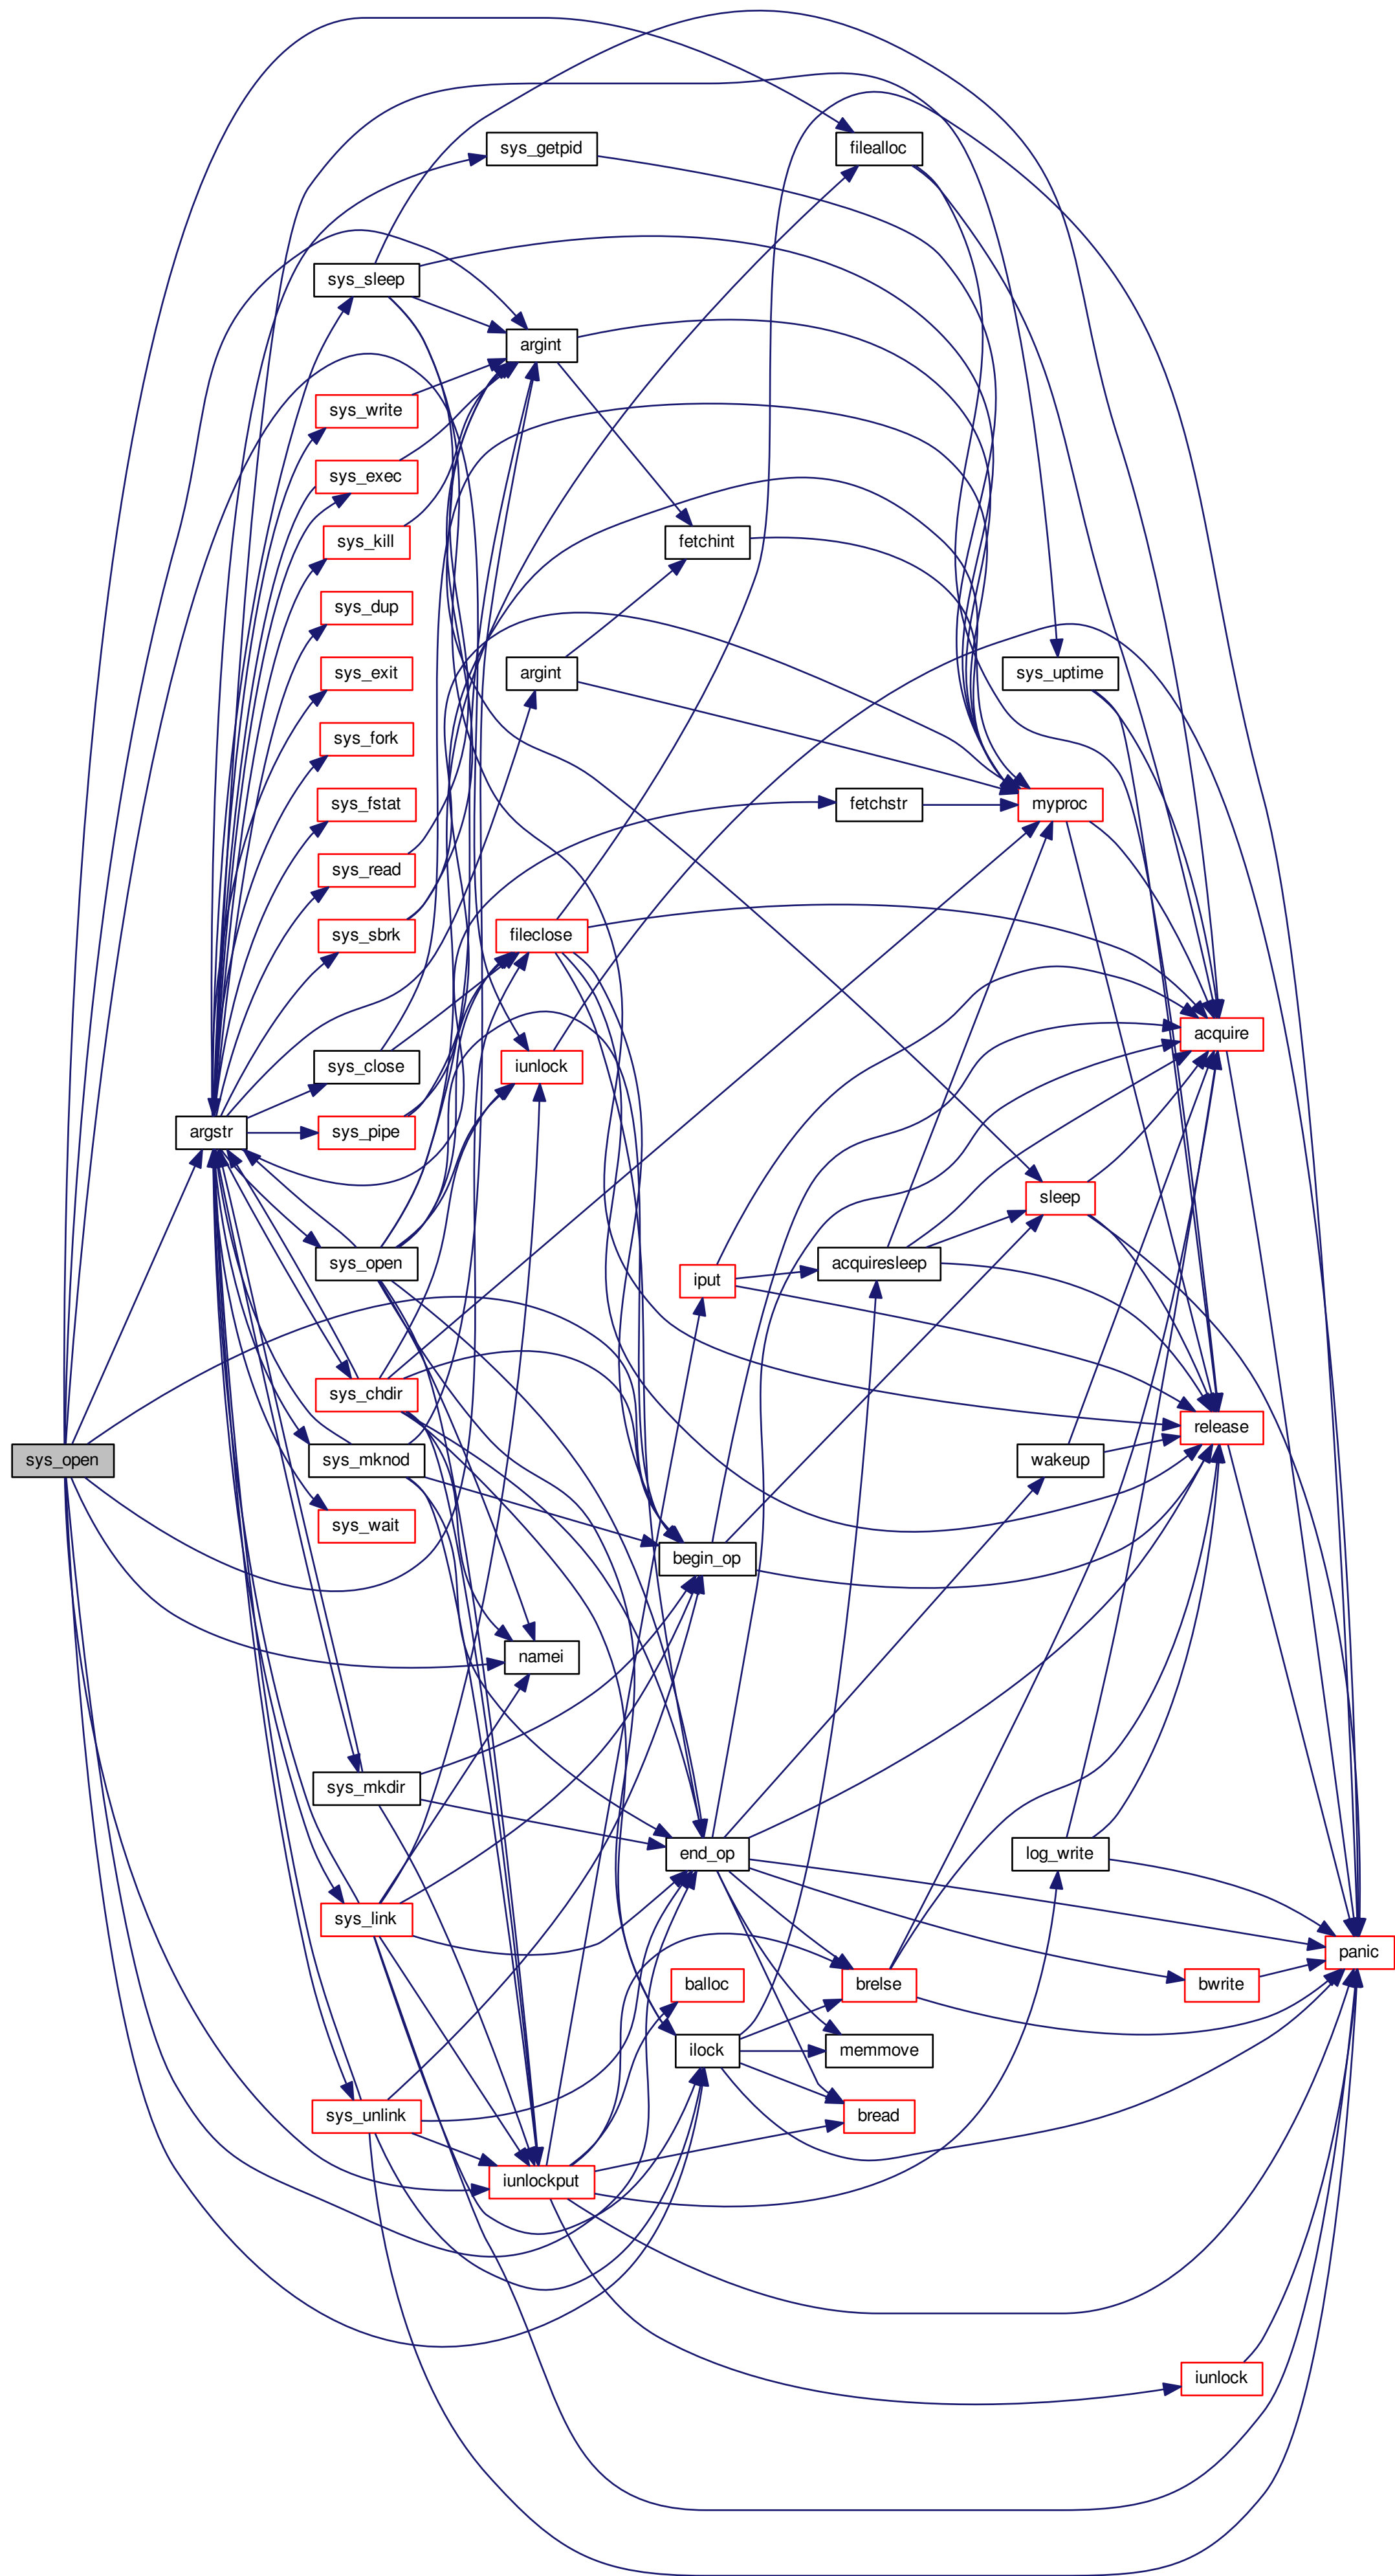 sys_getpid
filealloc
sys_sleep
argint
sys_write
sys_exec
sys_kill
fetchint
sys_dup
sys_exit
argint
sys_uptime
sys_fork
sys_fstat
fetchstr
myproc
sys_read
sys_sbrk
fileclose
acquire
sys_close
iunlock
argstr
sys_pipe
sleep
sys_open
iput
acquiresleep
sys_chdir
release
sys_open
sys_mknod
wakeup
sys_wait
begin_op
namei
sys_mkdir
end_op
log_write
sys_link
panic
balloc
brelse
bwrite
ilock
memmove
sys_unlink
bread
iunlockput
iunlock